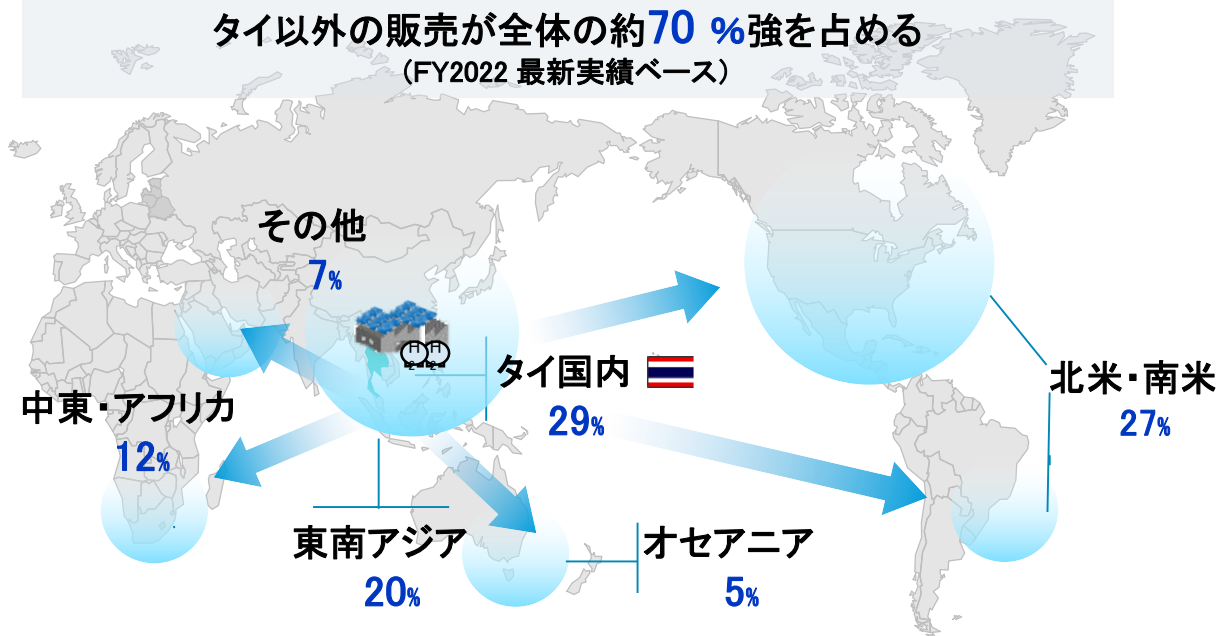 タイ以外の販売が全体の約70 %強を占める
(FY2022 最新実績ベース)
その他
7%
H H
2 2
タイ国内
29%
北米・南米
27%
中東・アフリカ
12%
東南アジア
20%
オセアニア
5%